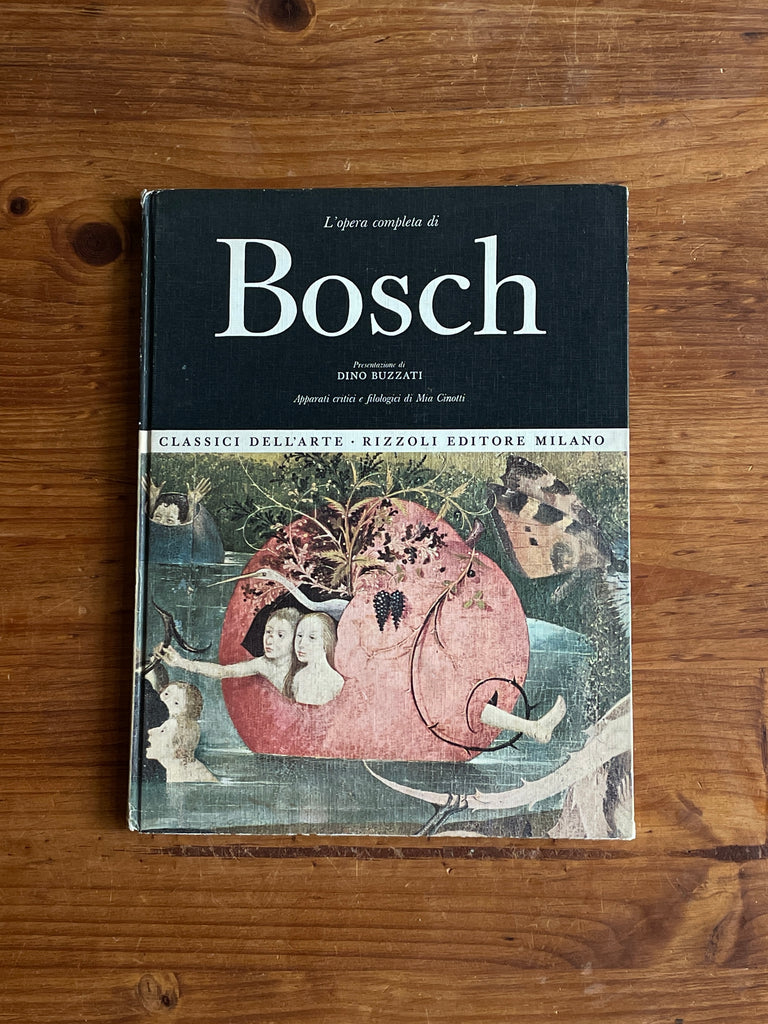 L'opera completa di
Bosch
Presentazione di
DINO BUZZATI
Apparati critici e filologici di Mia Cinotti
CLASSICI DELL'ARTE · RIZZOLI EDITORE MILANO